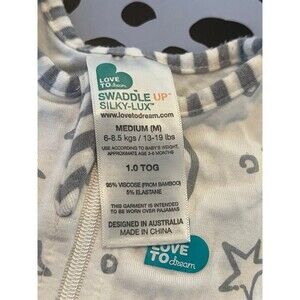 LOVE
TO dream
SWADDLE UP™
SILKY-LUX™
www.lovetodream.com
MEDIUM (M)
6-8.5 kgs / 13-19 lbs
USE ACCORDING TO BABY'S WEIGHT,
APPROXIMATE AGE 3-6 MONTHS
1.0 TOG
95% VISCOSE (FROM BAMBOO)
5% ELASTANE
THIS GARMENT IS INTENDED
TO BE WORN OVER PAJAMAS
DESIGNED IN AUSTRALIA
MADE IN CHINA
LOVE
TO dream